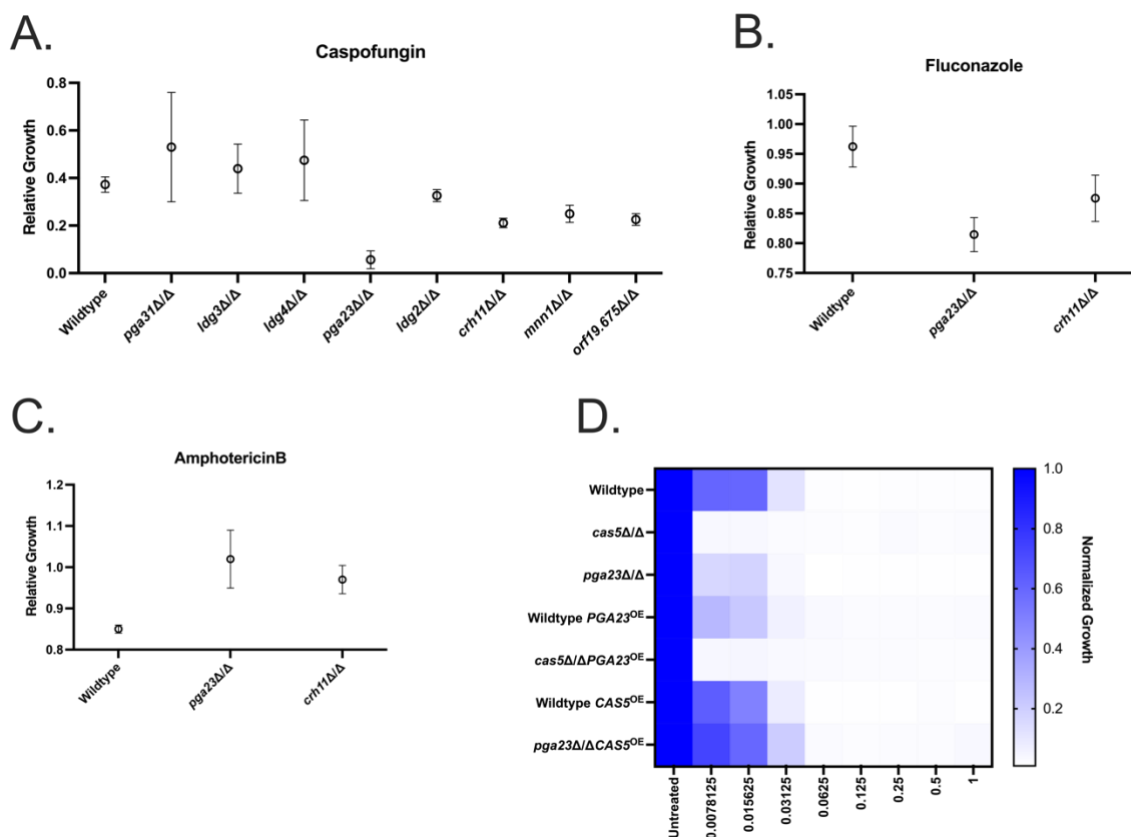 A.
Caspofungin
Relative Growth
0.8
0.6
0.4
0.2
0.0
Wildtype
pga31Δ/Δ
ldg3Δ/Δ
ldg4Δ/Δ
pga23Δ/Δ
ldg2Δ/Δ
crh11Δ/Δ
mnn1Δ/Δ
orf19.675Δ/Δ
B.
Fluconazole
Relative Growth
1.05
1.00
0.95
0.90
0.85
0.80
0.75
Wildtype
pga23Δ/Δ
crh11Δ/Δ
C.
AmphotericinB
Relative Growth
1.2
1.1
1.0
0.9
0.8
Wildtype
pga23Δ/Δ
crh11Δ/Δ
D.
Wildtype
cas5Δ/Δ
pga23Δ/Δ
Wildtype PGA23OE
cas5Δ/ΔPGA23OE
Wildtype CAS5OE
pga23Δ/ΔCAS5OE
Untreated
0.0078125
0.015625
0.03125
0.0625
0.125
0.25
0.5
1
1.0
0.8
0.6
0.4
0.2
Normalized Growth